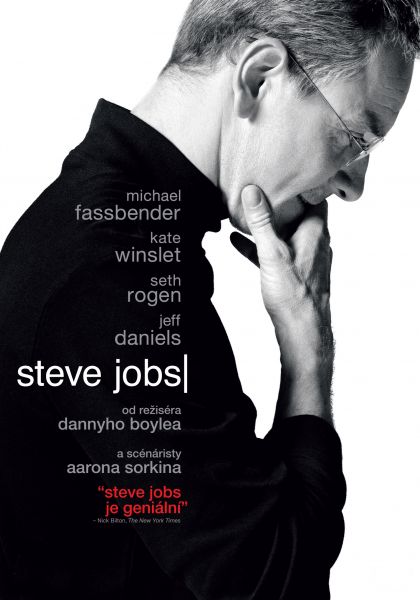 michael
fassbender
kate
winslet
seth
rogen
jeff
daniels
steve jobs|
od režiséra
dannyho boylea
a scénáristy
aarona sorkina
“steve jobs
je geniální”
– Nick Bilton, The New York Times